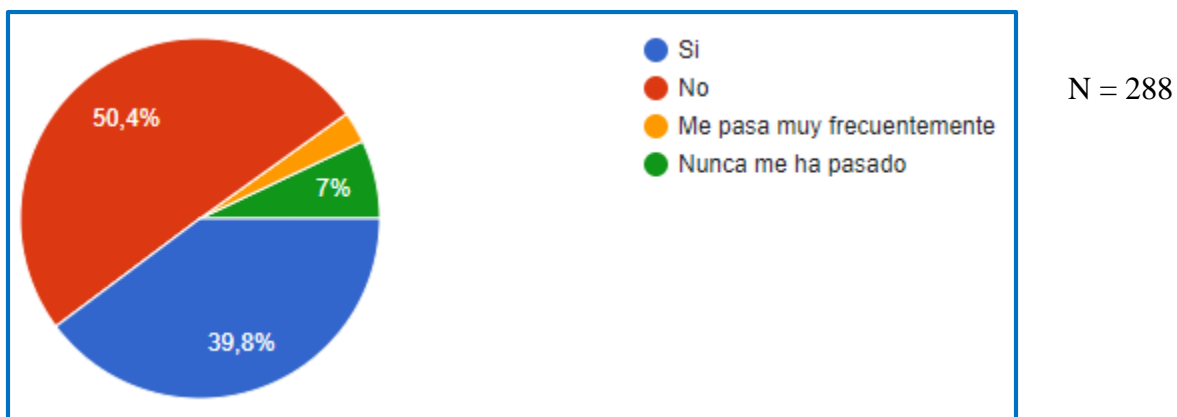 Si
No
Me pasa muy frecuentemente
Nunca me ha pasado
N = 288
50,4%
7%
39,8%